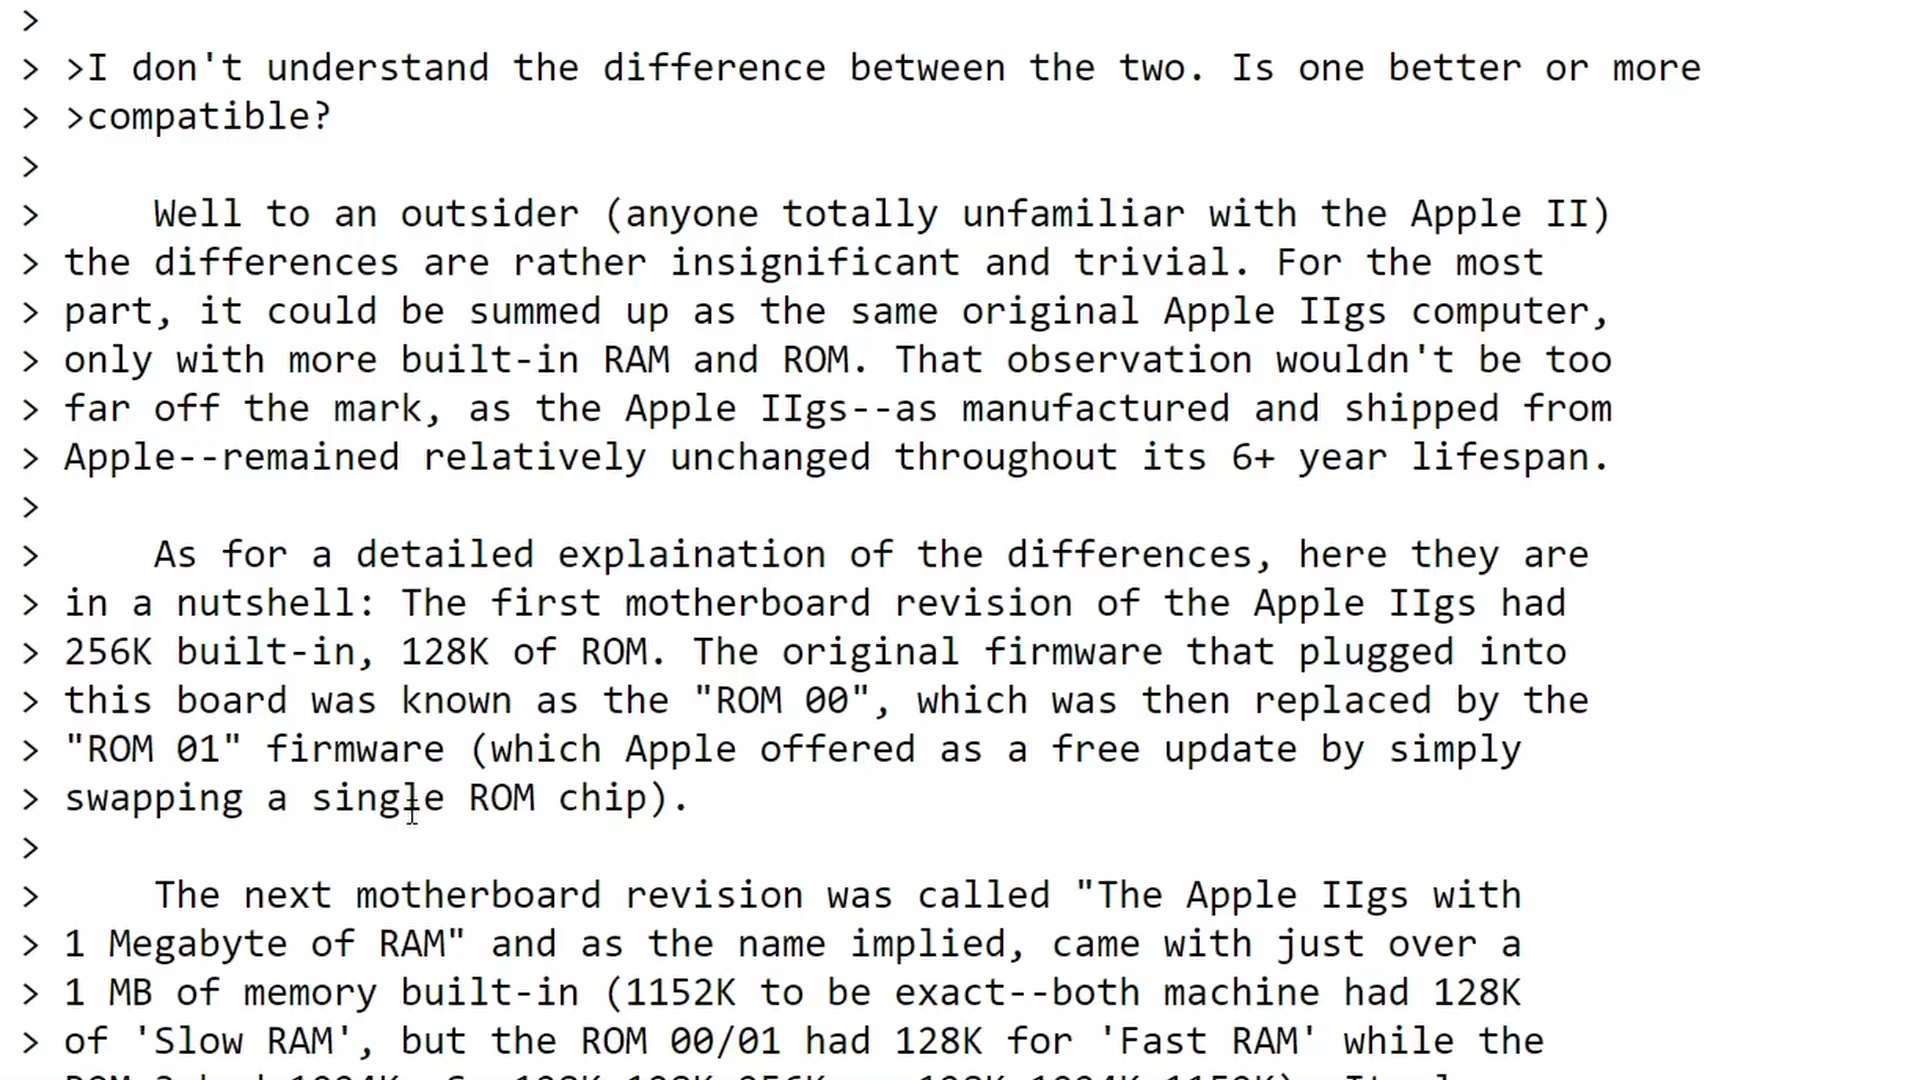 >
> >I don't understand the difference between the two. Is one better or more
> >compatible?
>
>     Well to an outsider (anyone totally unfamiliar with the Apple II)
> the differences are rather insignificant and trivial. For the most
> part, it could be summed up as the same original Apple IIgs computer,
> only with more built-in RAM and ROM. That observation wouldn't be too
> far off the mark, as the Apple IIgs--as manufactured and shipped from
> Apple--remained relatively unchanged throughout its 6+ year lifespan.
>
>     As for a detailed explaination of the differences, here they are
> in a nutshell: The first motherboard revision of the Apple IIgs had
> 256K built-in, 128K of ROM. The original firmware that plugged into
> this board was known as the "ROM 00", which was then replaced by the
> "ROM 01" firmware (which Apple offered as a free update by simply
> swapping a single ROM chip).
>
>     The next motherboard revision was called "The Apple IIgs with
> 1 Megabyte of RAM" and as the name implied, came with just over a
> 1 MB of memory built-in (1152K to be exact--both machine had 128K
> of 'Slow RAM', but the ROM 00/01 had 128K for 'Fast RAM' while the